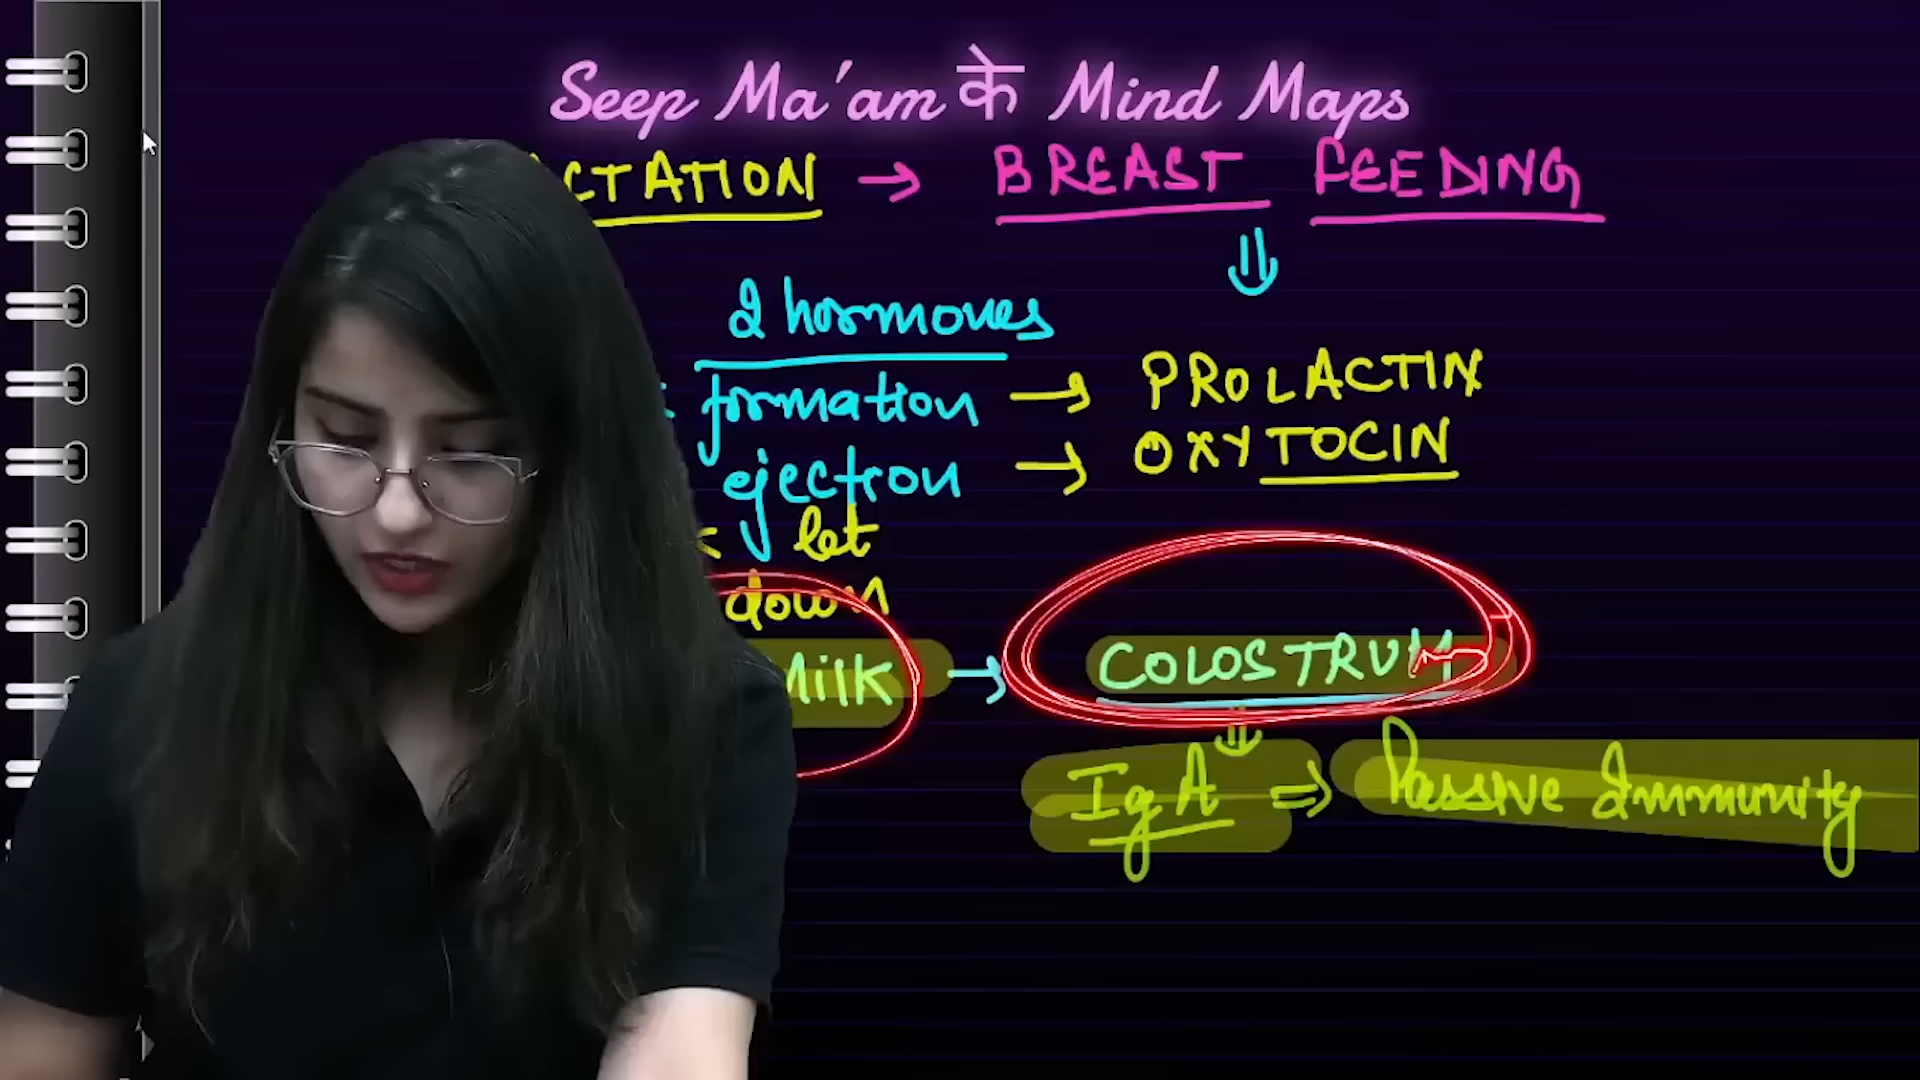 Seep Ma'am के Mind Maps
CTATION → BREAST FEEDING
2 hormones
formation → PROLACTIN
ejection → OXYTOCIN
let
down
Milk → COLOSTRUM
IgA ⇒ Passive Immunity